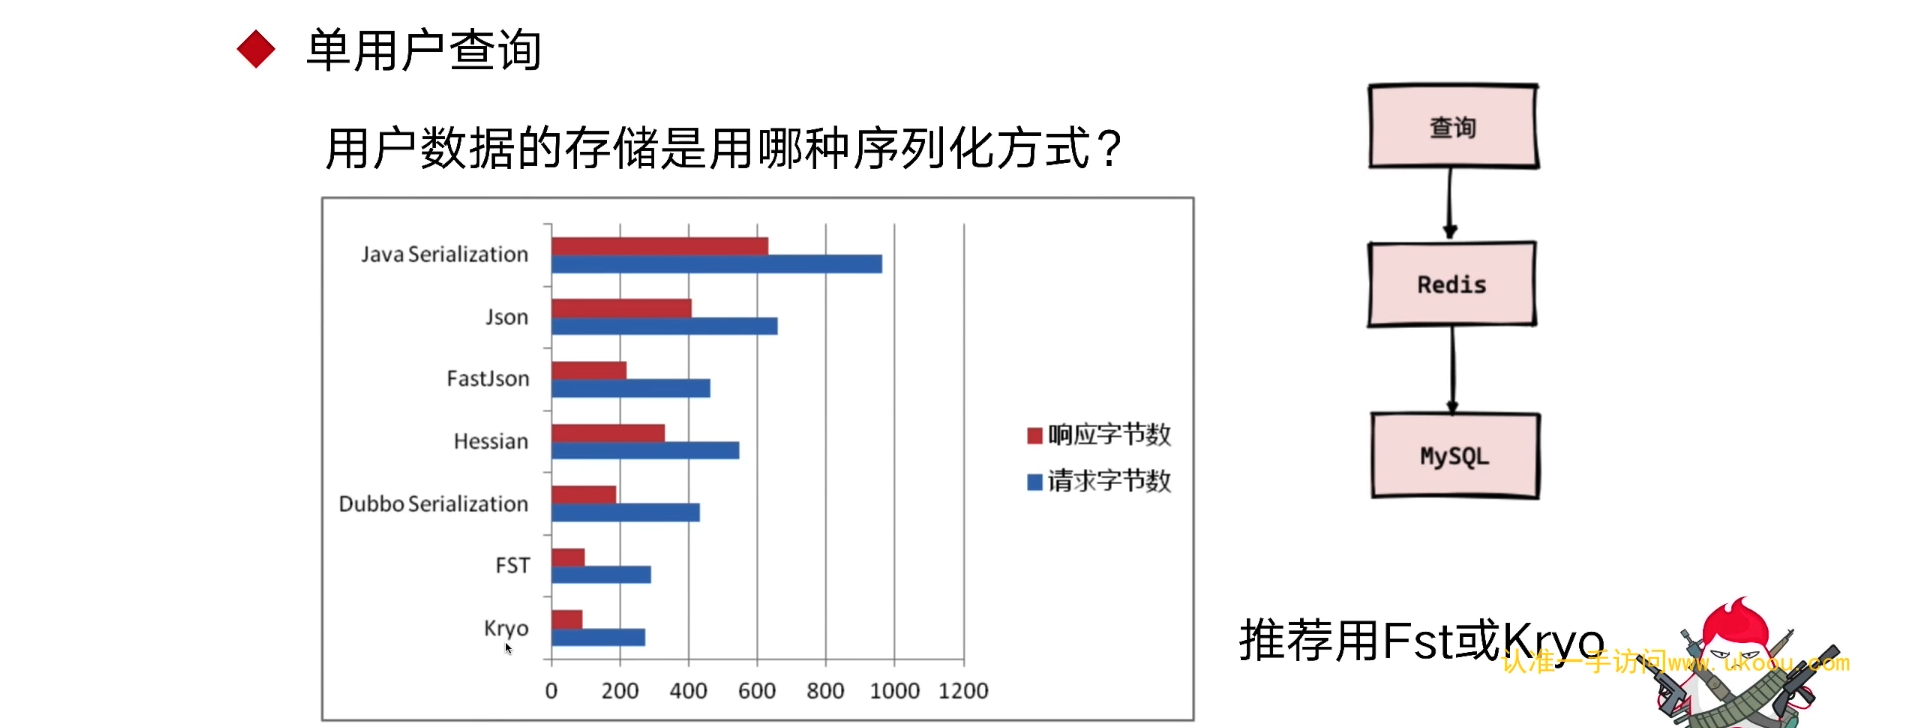 单用户查询
用户数据的存储是用哪种序列化方式？
Java Serialization
Json
FastJson
Hessian
Dubbo Serialization
FST
Kryo
0 200 400 600 800 1000 1200
响应字节数
请求字节数
查询
Redis
MySQL
推荐用Fst或Kryo
认准一手访问www.ukoou.com